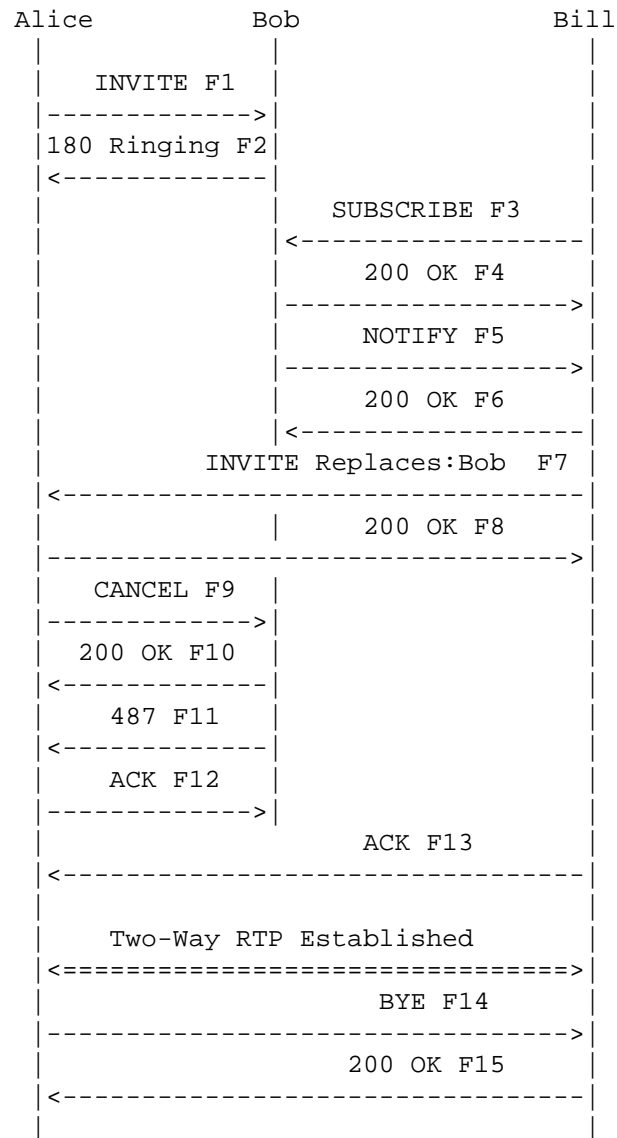 Alice Bob Bill
INVITE F1
180 Ringing F2
SUBSCRIBE F3
200 OK F4
NOTIFY F5
200 OK F6
INVITE Replaces:Bob F7
200 OK F8
CANCEL F9
200 OK F10
487 F11
ACK F12
ACK F13
Two-Way RTP Established
BYE F14
200 OK F15